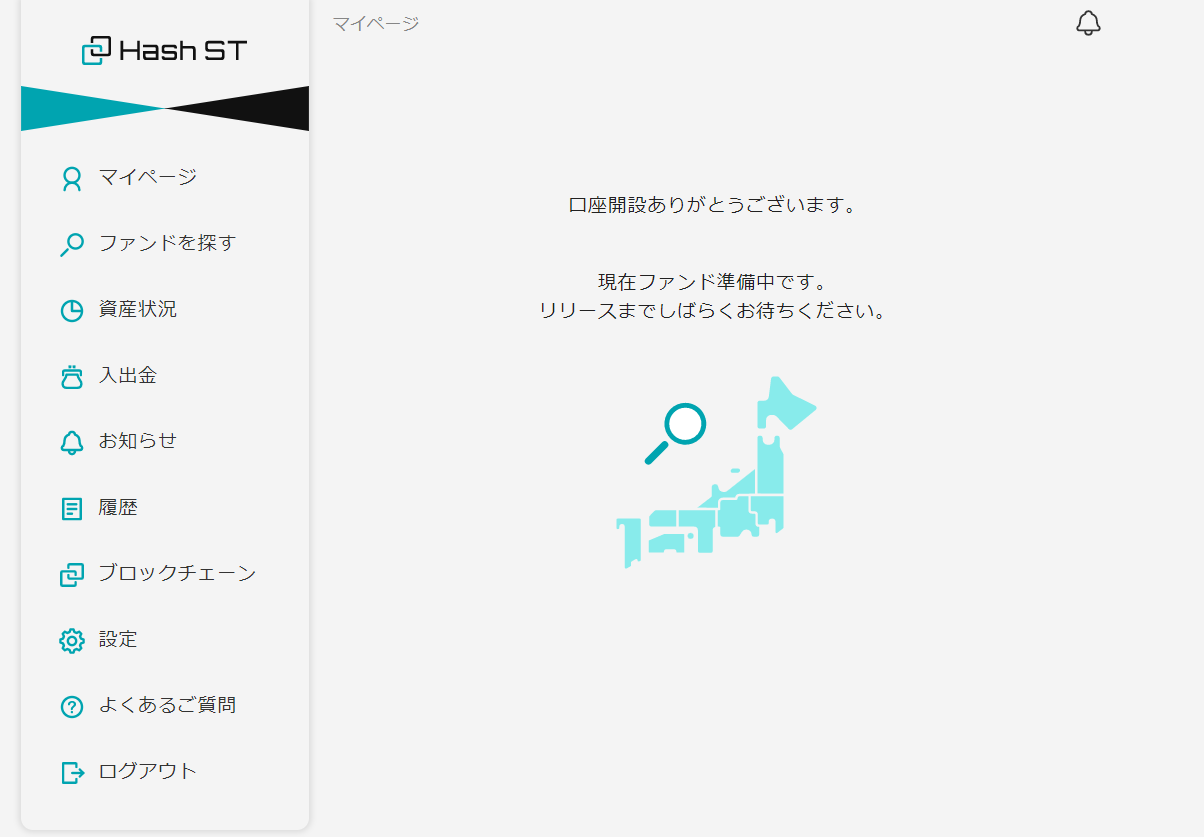 Hash ST
マイページ
ファンドを探す
資産状況
入出金
お知らせ
履歴
ブロックチェーン
設定
よくあるご質問
ログアウト
マイページ
口座開設ありがとうございます。
現在ファンド準備中です。
リリースまでしばらくお待ちください。